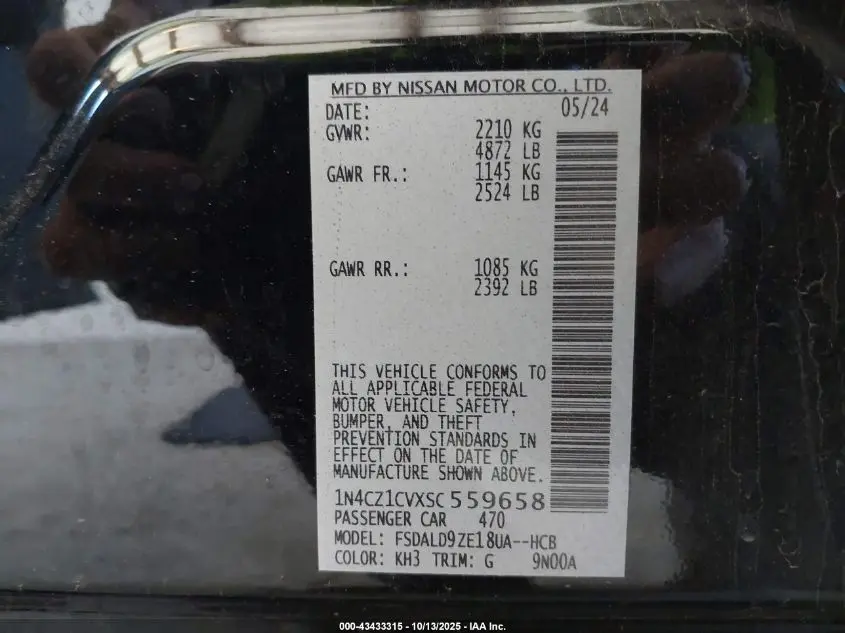 MFD BY NISSAN MOTOR CO., LTD.
DATE: 05/24
GVWR: 2210 KG
4872 LB
GAWR FR.: 1145 KG
2524 LB
GAWR RR.: 1085 KG
2392 LB
THIS VEHICLE CONFORMS TO
ALL APPLICABLE FEDERAL
MOTOR VEHICLE SAFETY,
BUMPER, AND THEFT
PREVENTION STANDARDS IN
EFFECT ON THE DATE OF
MANUFACTURE SHOWN ABOVE.
1N4CZ1CVXSC559658
PASSENGER CAR 470
MODEL: FSDALD9ZE18UA--HCB
COLOR: KH3 TRIM: G 9N00A
000-43433315 - 10/13/2025 - IAA Inc.